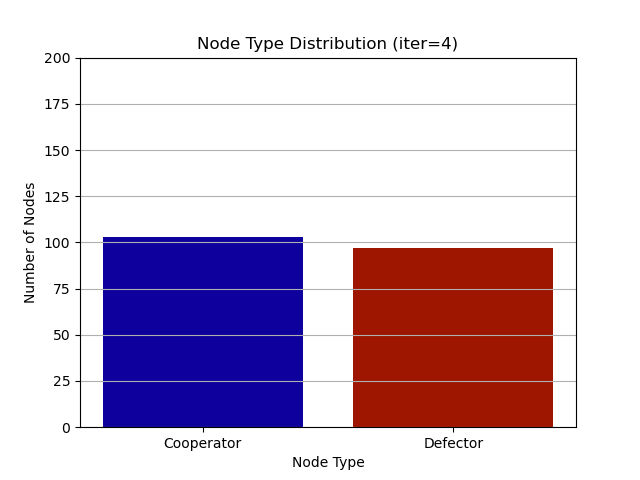 Node Type Distribution (iter=4)
200
175
150
125
100
75
50
25
0
Number of Nodes
Cooperator
Defector
Node Type